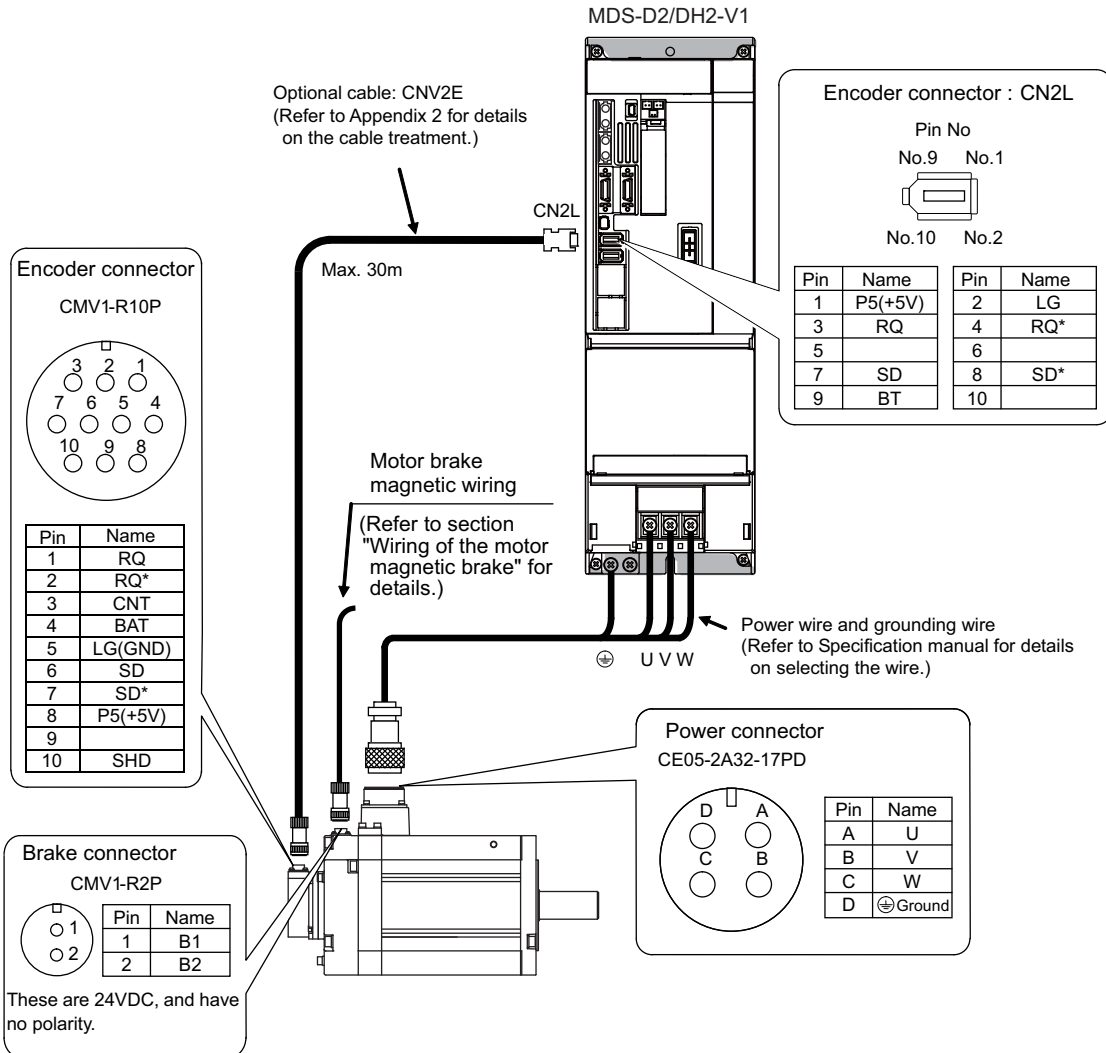 MDS-D2/DH2-V1
Optional cable: CNV2E
(Refer to Appendix 2 for details
on the cable treatment.)
CN2L
Max. 30m
Encoder connector : CN2L
Pin No
No.9 No.1
No.10 No.2
Pin Name Pin Name
1 P5(+5V) 2 LG
3 RQ 4 RQ*
5 6
7 SD 8 SD*
9 BT 10
Encoder connector
CMV1-R10P
3 2 1
7 6 5 4
10 9 8
Pin Name
1 RQ
2 RQ*
3 CNT
4 BAT
5 LG(GND)
6 SD
7 SD*
8 P5(+5V)
9
10 SHD
Motor brake
magnetic wiring
(Refer to section
"Wiring of the motor
magnetic brake" for
details.)
U V W
Power wire and grounding wire
(Refer to Specification manual for details
on selecting the wire.)
Power connector
CE05-2A32-17PD
D A
C B
Pin Name
A U
B V
C W
D Ground
Brake connector
CMV1-R2P
1
2
Pin Name
1 B1
2 B2
These are 24VDC, and have
no polarity.